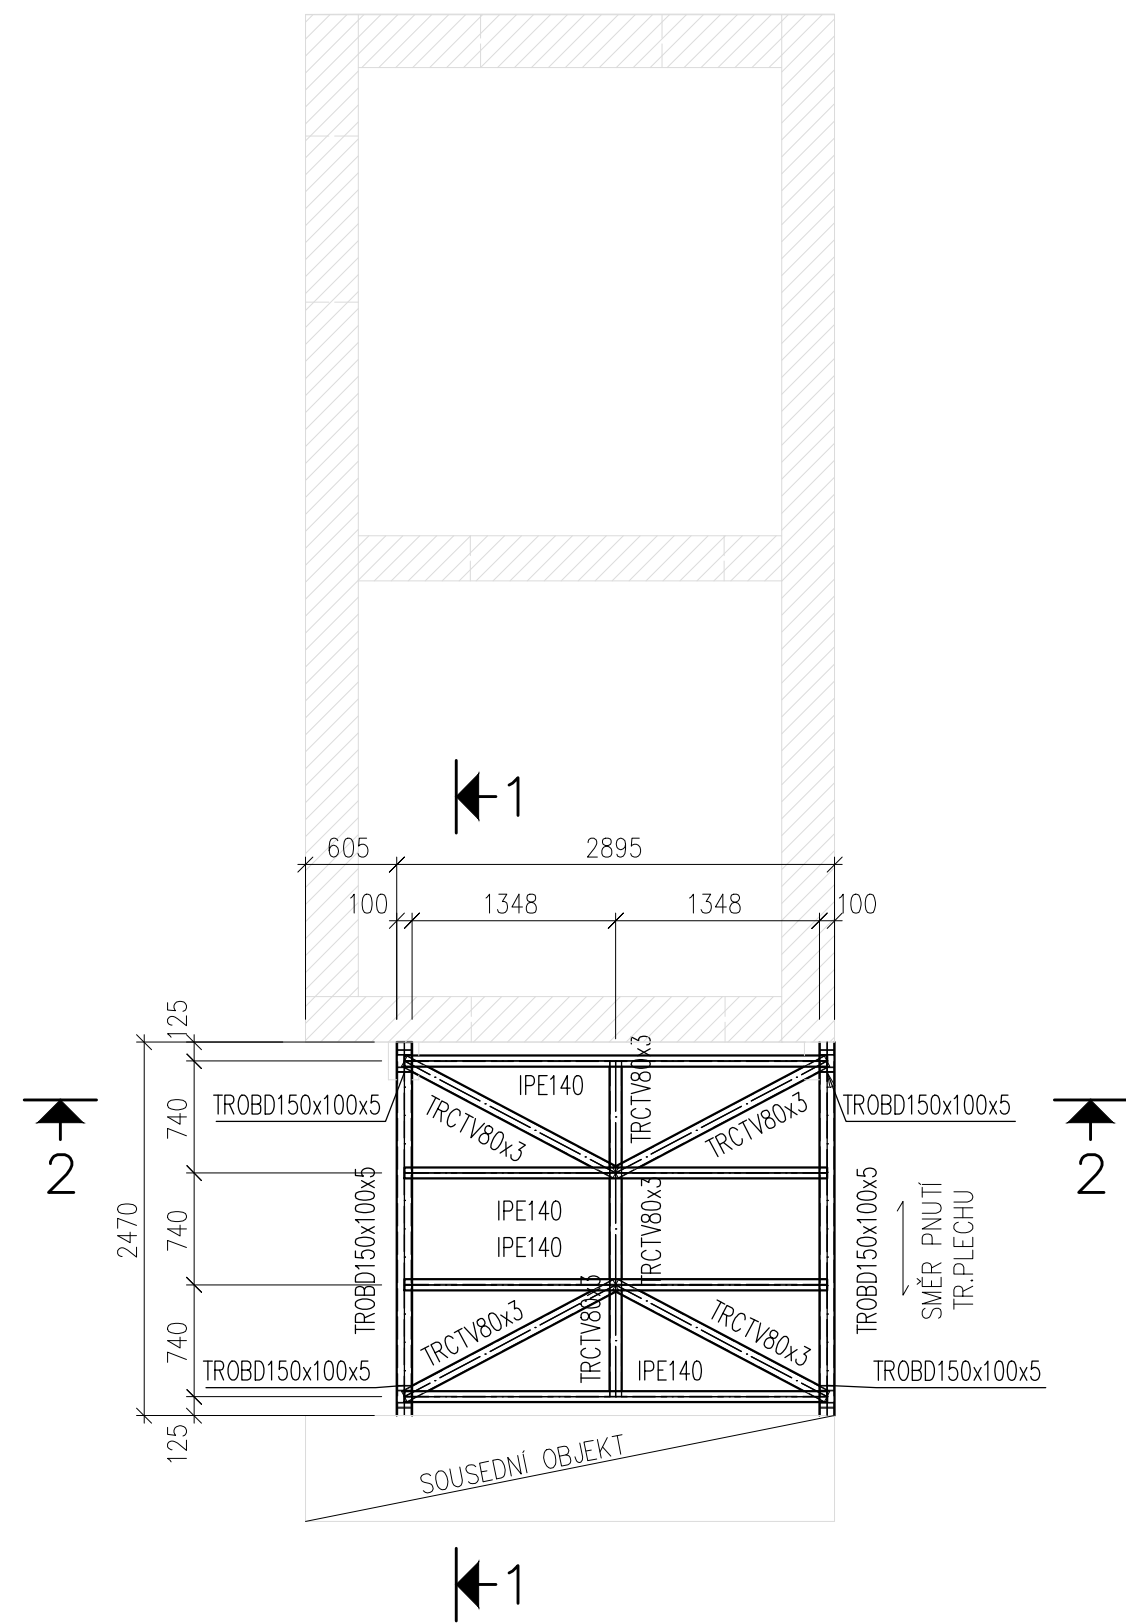 1
605
2895
100
1348
1348
100
125
TRCTV80x3
IPE140
TROBD150x100x5
TRCTV80x3
TRCTV80x3
TROBD150x100x5
740
2
2
TROBD150x100x5
IPE140
IPE140
TRCTV80x3
TROBD150x100x5
SMĚR PNUTÍ
TR.PLECHU
2470
740
TRCTV80x3
TRCTV80x3
TRCTV80x3
740
TROBD150x100x5
IPE140
TROBD150x100x5
125
SOUSEDNÍ OBJEKT
1